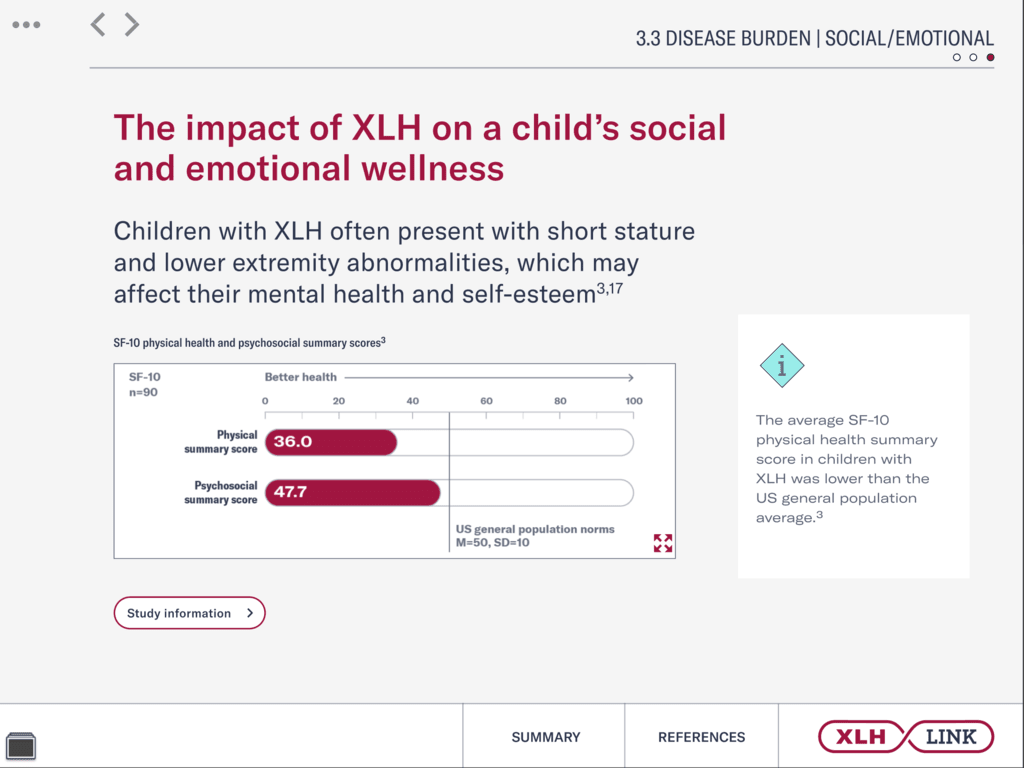 3.3 DISEASE BURDEN | SOCIAL/EMOTIONAL
The impact of XLH on a child's social
and emotional wellness
Children with XLH often present with short stature
and lower extremity abnormalities, which may
affect their mental health and self-esteem3,17
SF-10 physical health and psychosocial summary scores3
SF-10
n=90
Better health
0 20 40 60 80 100
Physical
summary score
36.0
Psychosocial
summary score
47.7
US general population norms
M=50, SD=10
i
The average SF-10
physical health summary
score in children with
XLH was lower than the
US general population
average.3
Study information
SUMMARY
REFERENCES
XLH LINK